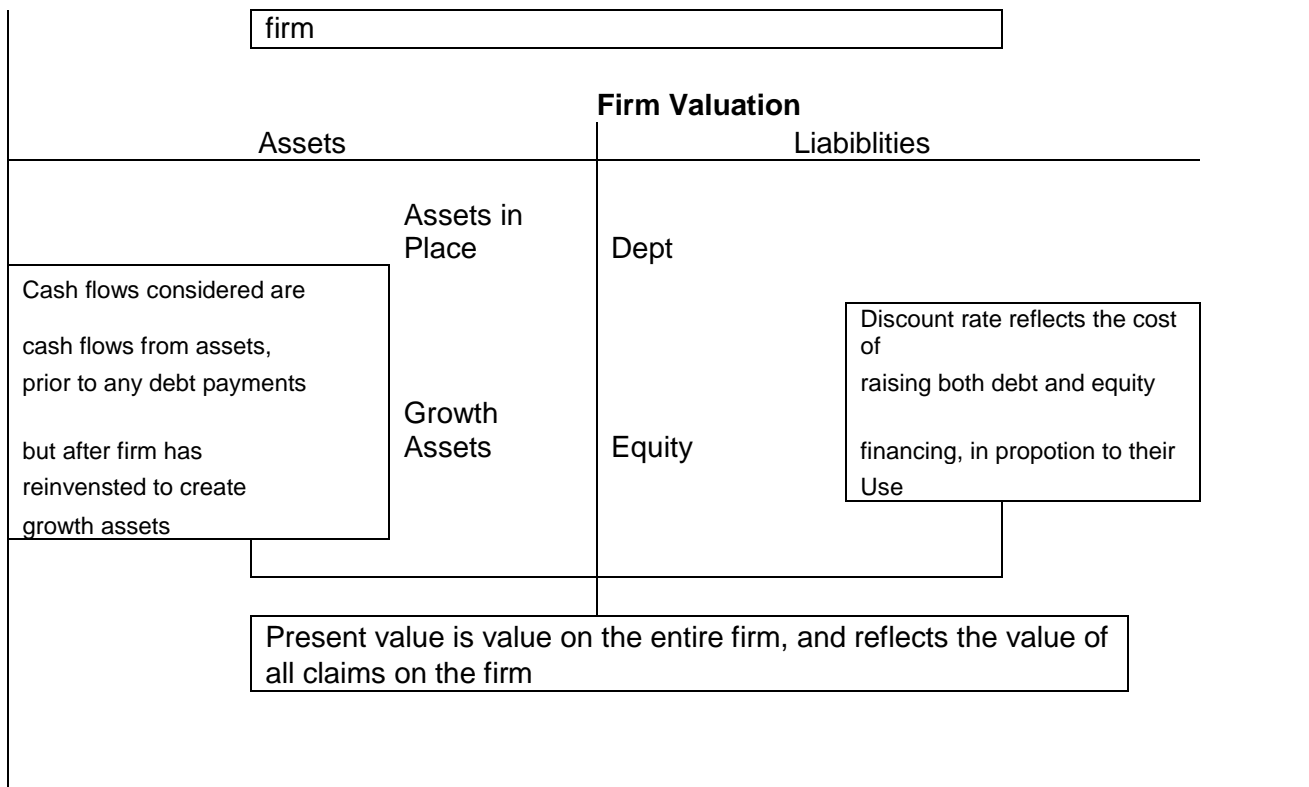 firm
Firm Valuation
Assets
Liabiblities
Assets in
Place
Dept
Cash flows considered are
cash flows from assets,
prior to any debt payments
but after firm has
reinvensted to create
growth assets
Growth
Assets
Equity
Discount rate reflects the cost
of
raising both debt and equity
financing, in propotion to their
Use
Present value is value on the entire firm, and reflects the value of
all claims on the firm